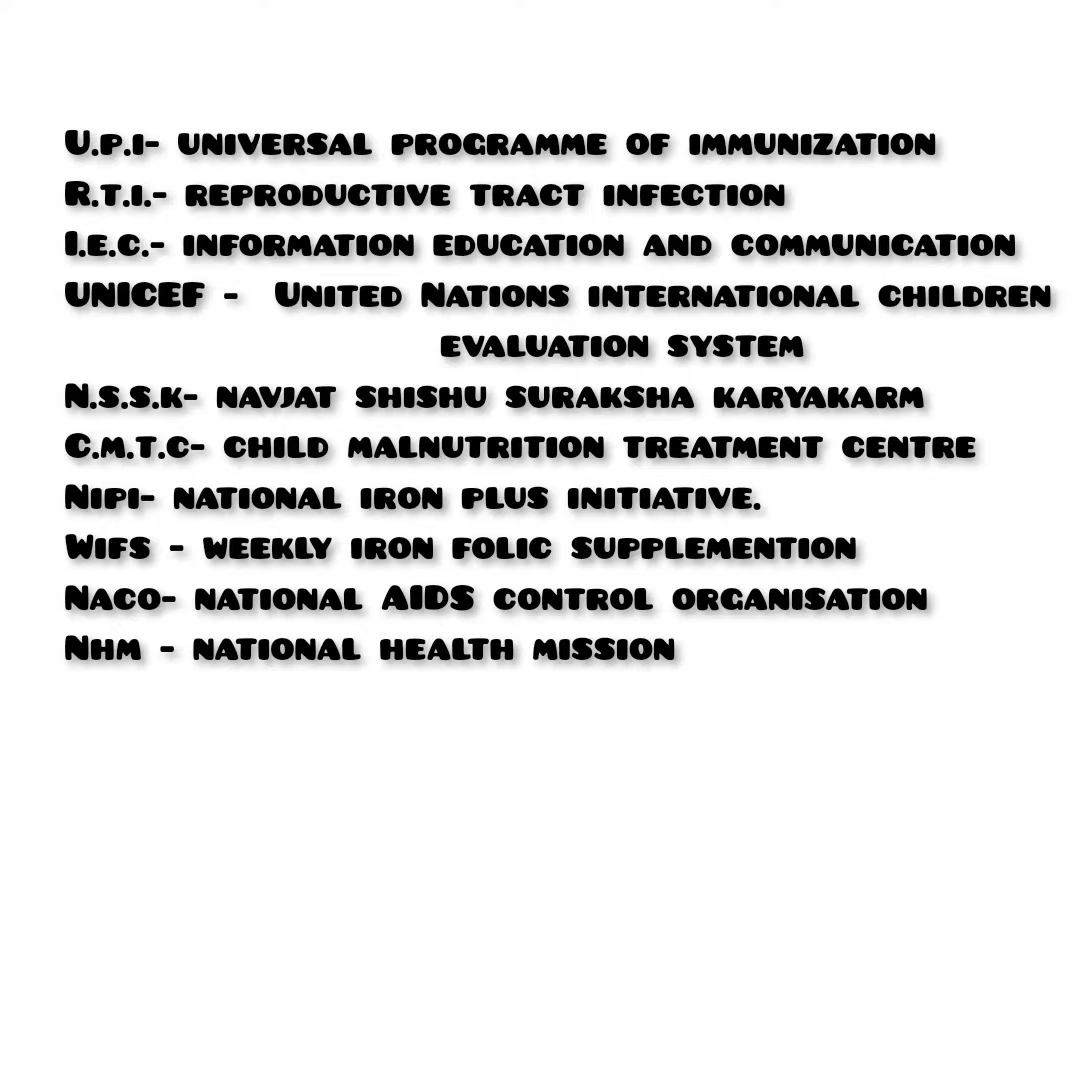 U.p.i- universal programme of immunization
R.t.i.- reproductive tract infection
I.e.c.- information education and communication
UNICEF - United Nations international children
evaluation system
N.s.s.k- navjat shishu suraksha karyakarm
C.m.t.c- child malnutrition treatment centre
Nipi- national iron plus initiative.
Wifs - weekly iron folic supplemention
Naco- national AIDS control organisation
Nhm - national health mission